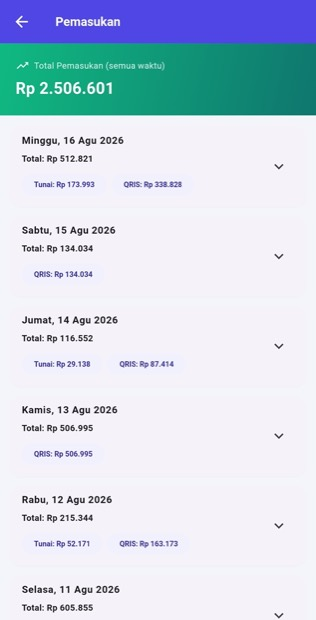 Pemasukan
Total Pemasukan (semua waktu)
Rp 2.506.601
Minggu, 16 Agu 2026
Total: Rp 512.821
Tunai: Rp 173.993 QRIS: Rp 338.828
Sabtu, 15 Agu 2026
Total: Rp 134.034
QRIS: Rp 134.034
Jumat, 14 Agu 2026
Total: Rp 116.552
Tunai: Rp 29.138 QRIS: Rp 87.414
Kamis, 13 Agu 2026
Total: Rp 506.995
QRIS: Rp 506.995
Rabu, 12 Agu 2026
Total: Rp 215.344
Tunai: Rp 52.171 QRIS: Rp 163.173
Selasa, 11 Agu 2026
Total: Rp 605.855